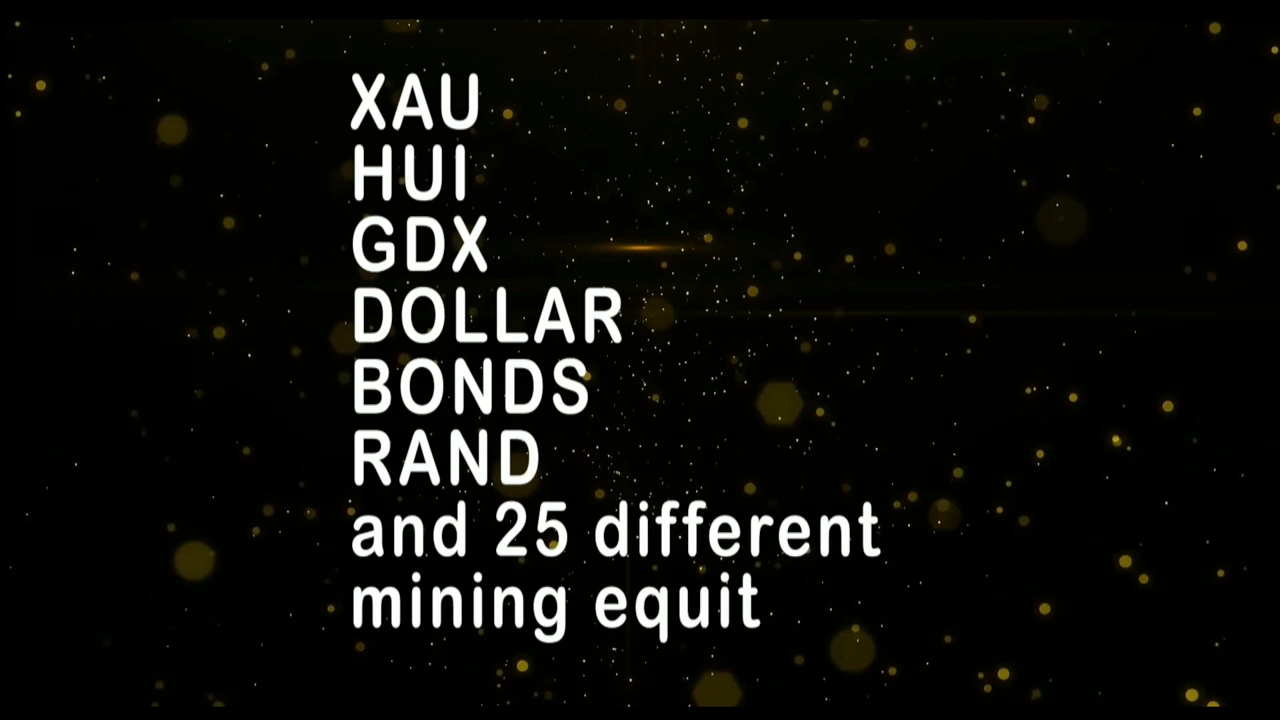 XAU
HUI
GDX
DOLLAR
BONDS
RAND
and 25 different
mining equit